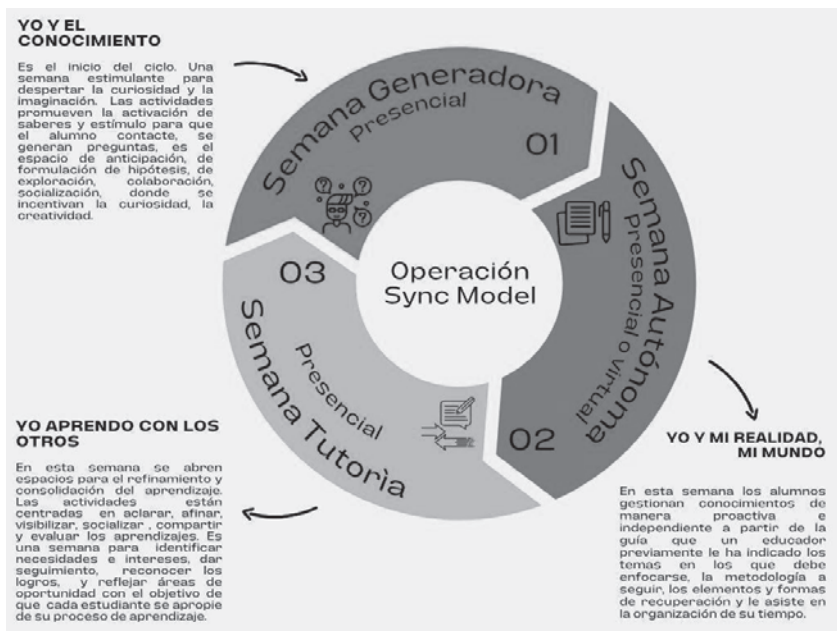 YO Y EL
CONOCIMIENTO
Es el inicio del ciclo. Una
semana estimulante para
despertar la curiosidad y la
imaginación. Las actividades
promueven la activación de
saberes y estímulo para que
el alumno contacte, se
generan preguntas, es el
espacio de anticipación, de
formulación de hipótesis, de
exploración, colaboración,
socialización, donde se
incentivan la curiosidad, la
creatividad.
Semana Generadora
Presencial
01
Semana Autónoma
Presencial o virtual
02
Operación
Sync Model
03
Presencial
Semana Tutorìa
YO APRENDO CON LOS
OTROS
En esta semana se abren
espacios para el refinamiento y
consolidación del aprendizaje.
Las actividades están
centradas en aclarar, afinar,
visibilizar, socializar , compartir
y evaluar los aprendizajes. Es
una semana para identificar
necesidades e intereses, dar
seguimiento, reconocer los
logros, y reflejar áreas de
oportunidad con el objetivo de
que cada estudiante se apropie
de su proceso de aprendizaje.
YO Y MI REALIDAD,
MI MUNDO
En esta semana los alumnos
gestionan conocimientos de
manera proactiva e
independiente a partir de la
guía que un educador
previamente le ha indicado los
temas en los que debe
enfocarse, la metodología a
seguir, los elementos y formas
de recuperación y le asiste en
la organización de su tiempo.